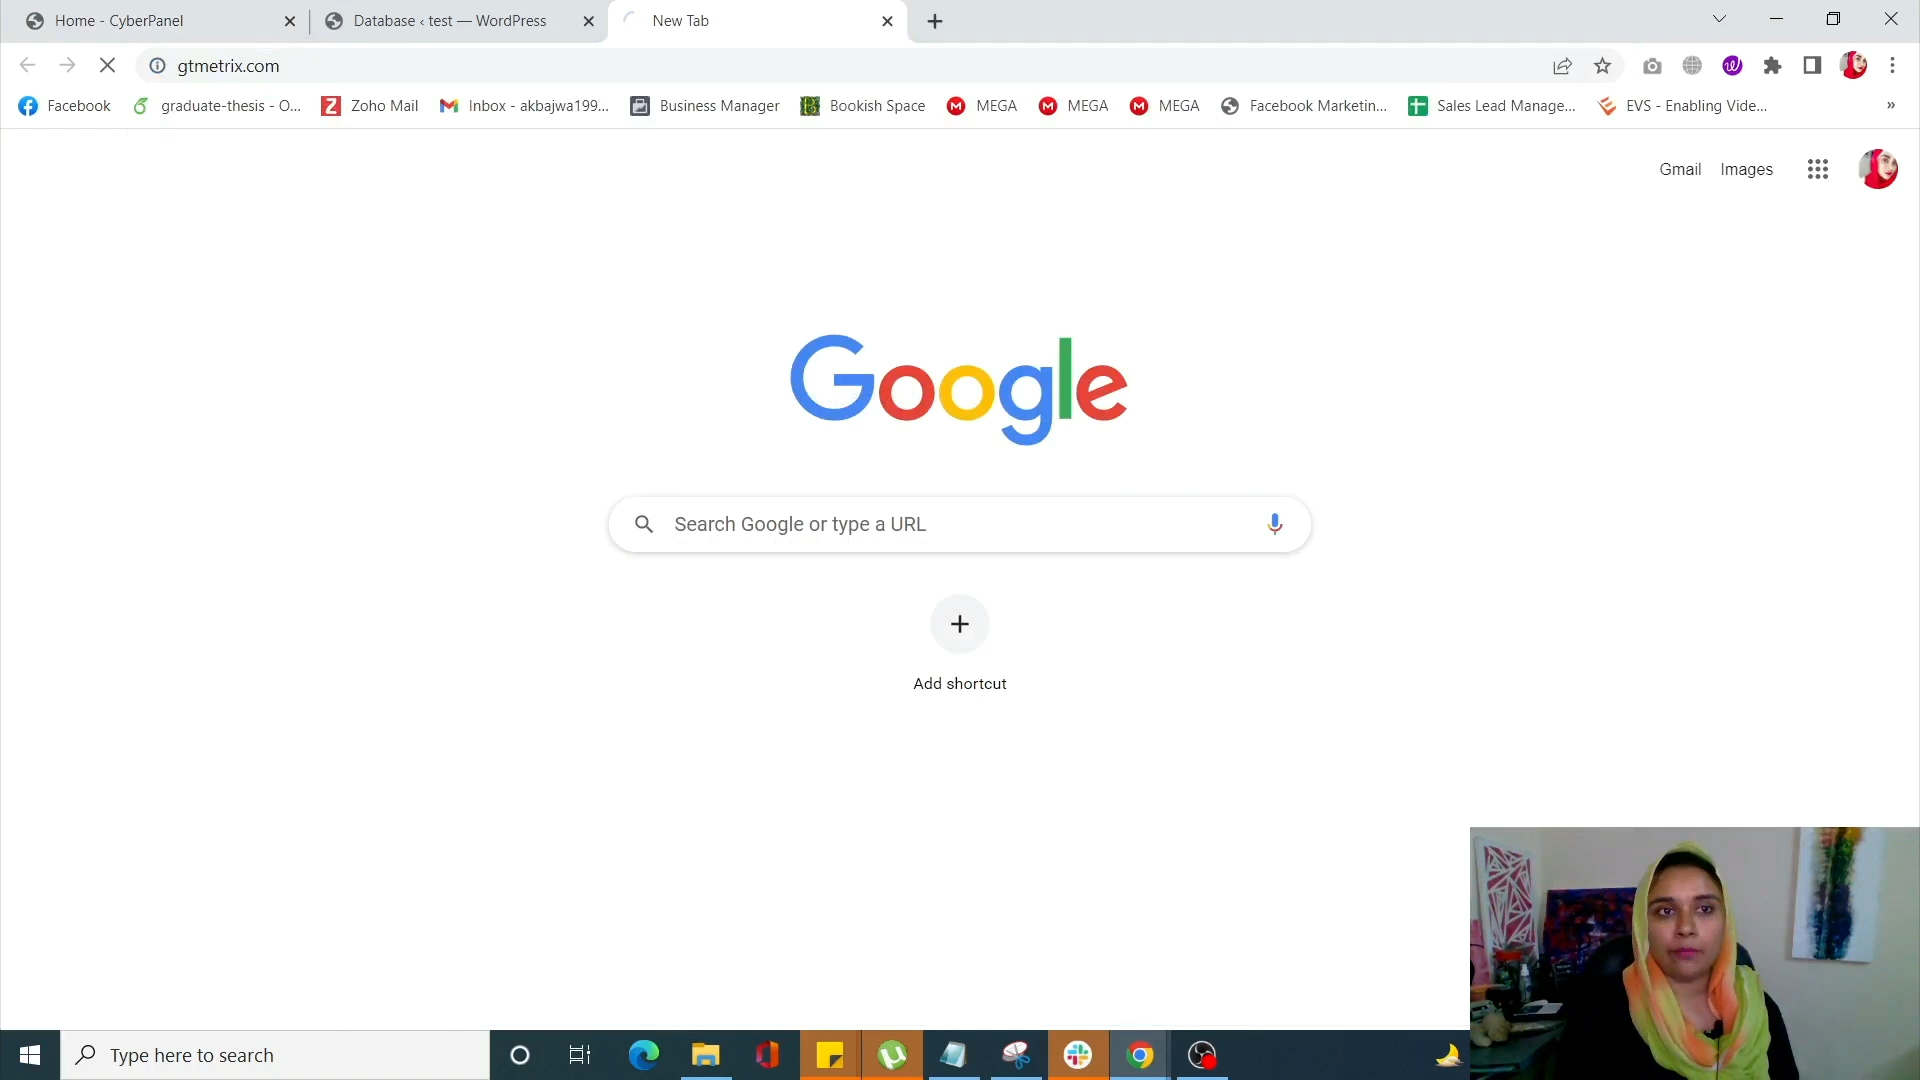 Home - CyberPanel
Database ‹ test — WordPress
New Tab
gtmetrix.com
Facebook
graduate-thesis - O...
Zoho Mail
Inbox - akbajwa199...
Business Manager
Bookish Space
MEGA
MEGA
MEGA
Facebook Marketin...
Sales Lead Manage...
EVS - Enabling Vide...
»
Gmail
Images
Google
Search Google or type a URL
Add shortcut
Type here to search